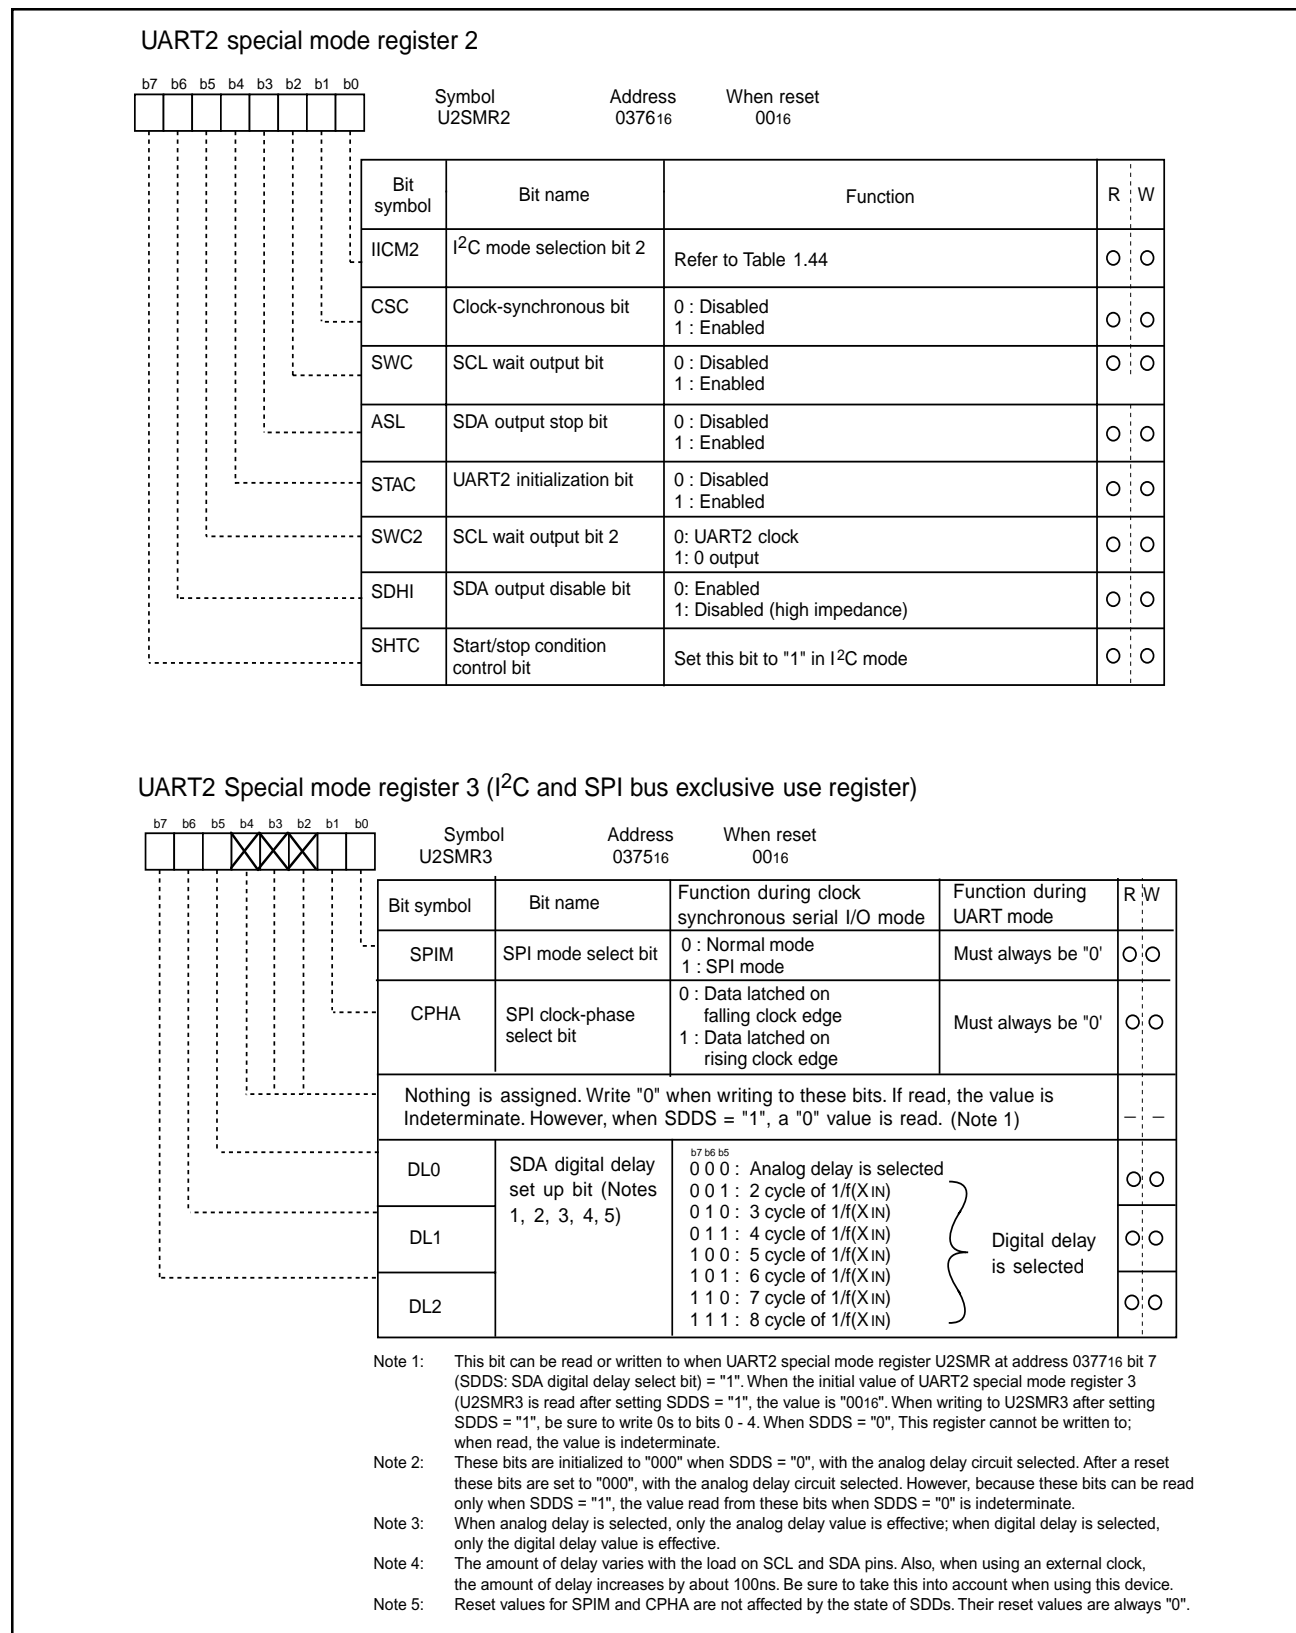 UART2 special mode register 2
b7 b6 b5 b4 b3 b2 b1 b0
Symbol Address When reset
U2SMR2 037616 0016
Bit symbol Bit name Function R W
IICM2 I2C mode selection bit 2 Refer to Table 1.44 O O
CSC Clock-synchronous bit 0 : Disabled
1 : Enabled O O
SWC SCL wait output bit 0 : Disabled
1 : Enabled O O
ASL SDA output stop bit 0 : Disabled
1 : Enabled O O
STAC UART2 initialization bit 0 : Disabled
1 : Enabled O O
SWC2 SCL wait output bit 2 0: UART2 clock
1: 0 output O O
SDHI SDA output disable bit 0: Enabled
1: Disabled (high impedance) O O
SHTC Start/stop condition
control bit Set this bit to "1" in I2C mode O O
UART2 Special mode register 3 (I2C and SPI bus exclusive use register)
b7 b6 b5 b4 b3 b2 b1 b0
Symbol Address When reset
U2SMR3 037516 0016
Bit symbol Bit name Function during clock
synchronous serial I/O mode Function during
UART mode R W
SPIM SPI mode select bit 0 : Normal mode
1 : SPI mode Must always be "0' O O
CPHA SPI clock-phase
select bit 0 : Data latched on
falling clock edge
1 : Data latched on
rising clock edge Must always be "0' O O
Nothing is assigned. Write "0" when writing to these bits. If read, the value is
Indeterminate. However, when SDDS = "1", a "0" value is read. (Note 1) – –
DL0 SDA digital delay
set up bit (Notes
1, 2, 3, 4, 5)
b7 b6 b5
0 0 0 : Analog delay is selected O O
0 0 1 : 2 cycle of 1/f(XIN)
0 1 0 : 3 cycle of 1/f(XIN)
DL1 0 1 1 : 4 cycle of 1/f(XIN) Digital delay
is selected O O
1 0 0 : 5 cycle of 1/f(XIN)
1 0 1 : 6 cycle of 1/f(XIN)
DL2 1 1 0 : 7 cycle of 1/f(XIN) O O
1 1 1 : 8 cycle of 1/f(XIN)
Note 1: This bit can be read or written to when UART2 special mode register U2SMR at address 037716 bit 7
(SDDS: SDA digital delay select bit) = "1". When the initial value of UART2 special mode register 3
(U2SMR3 is read after setting SDDS = "1", the value is "0016". When writing to U2SMR3 after setting
SDDS = "1", be sure to write 0s to bits 0 - 4. When SDDS = "0", This register cannot be written to;
when read, the value is indeterminate.
Note 2: These bits are initialized to "000" when SDDS = "0", with the analog delay circuit selected. After a reset
these bits are set to "000", with the analog delay circuit selected. However, because these bits can be read
only when SDDS = "1", the value read from these bits when SDDS = "0" is indeterminate.
Note 3: When analog delay is selected, only the analog delay value is effective; when digital delay is selected,
only the digital delay value is effective.
Note 4: The amount of delay varies with the load on SCL and SDA pins. Also, when using an external clock,
the amount of delay increases by about 100ns. Be sure to take this into account when using this device.
Note 5: Reset values for SPIM and CPHA are not affected by the state of SDDs. Their reset values are always "0".